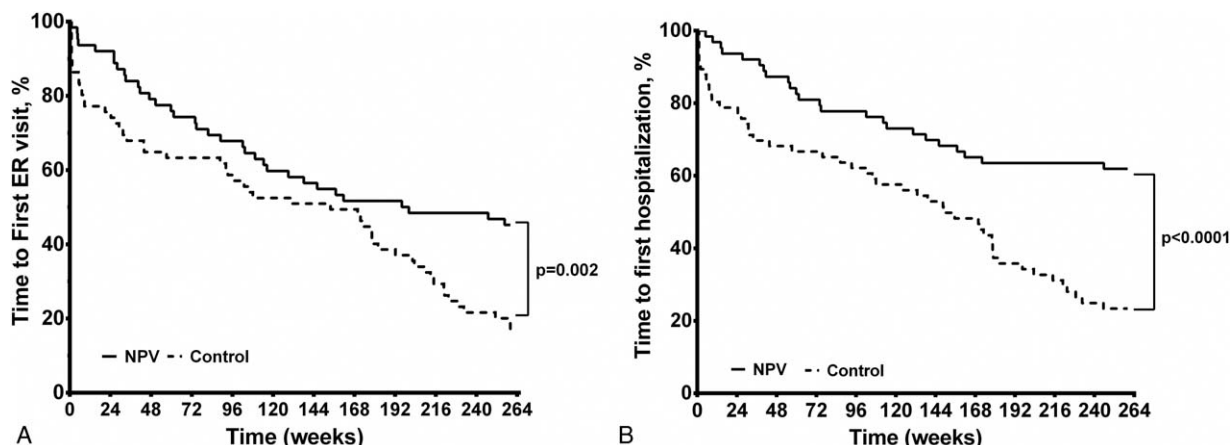 Time to First ER visit, %
100
80
60
40
20
0
p=0.002
NPV Control
0 24 48 72 96 120 144 168 192 216 240 264
A Time (weeks)
Time to first hospitalization, %
100
80
60
40
20
0
p<0.0001
NPV Control
0 24 48 72 96 120 144 168 192 216 240 264
B Time (weeks)